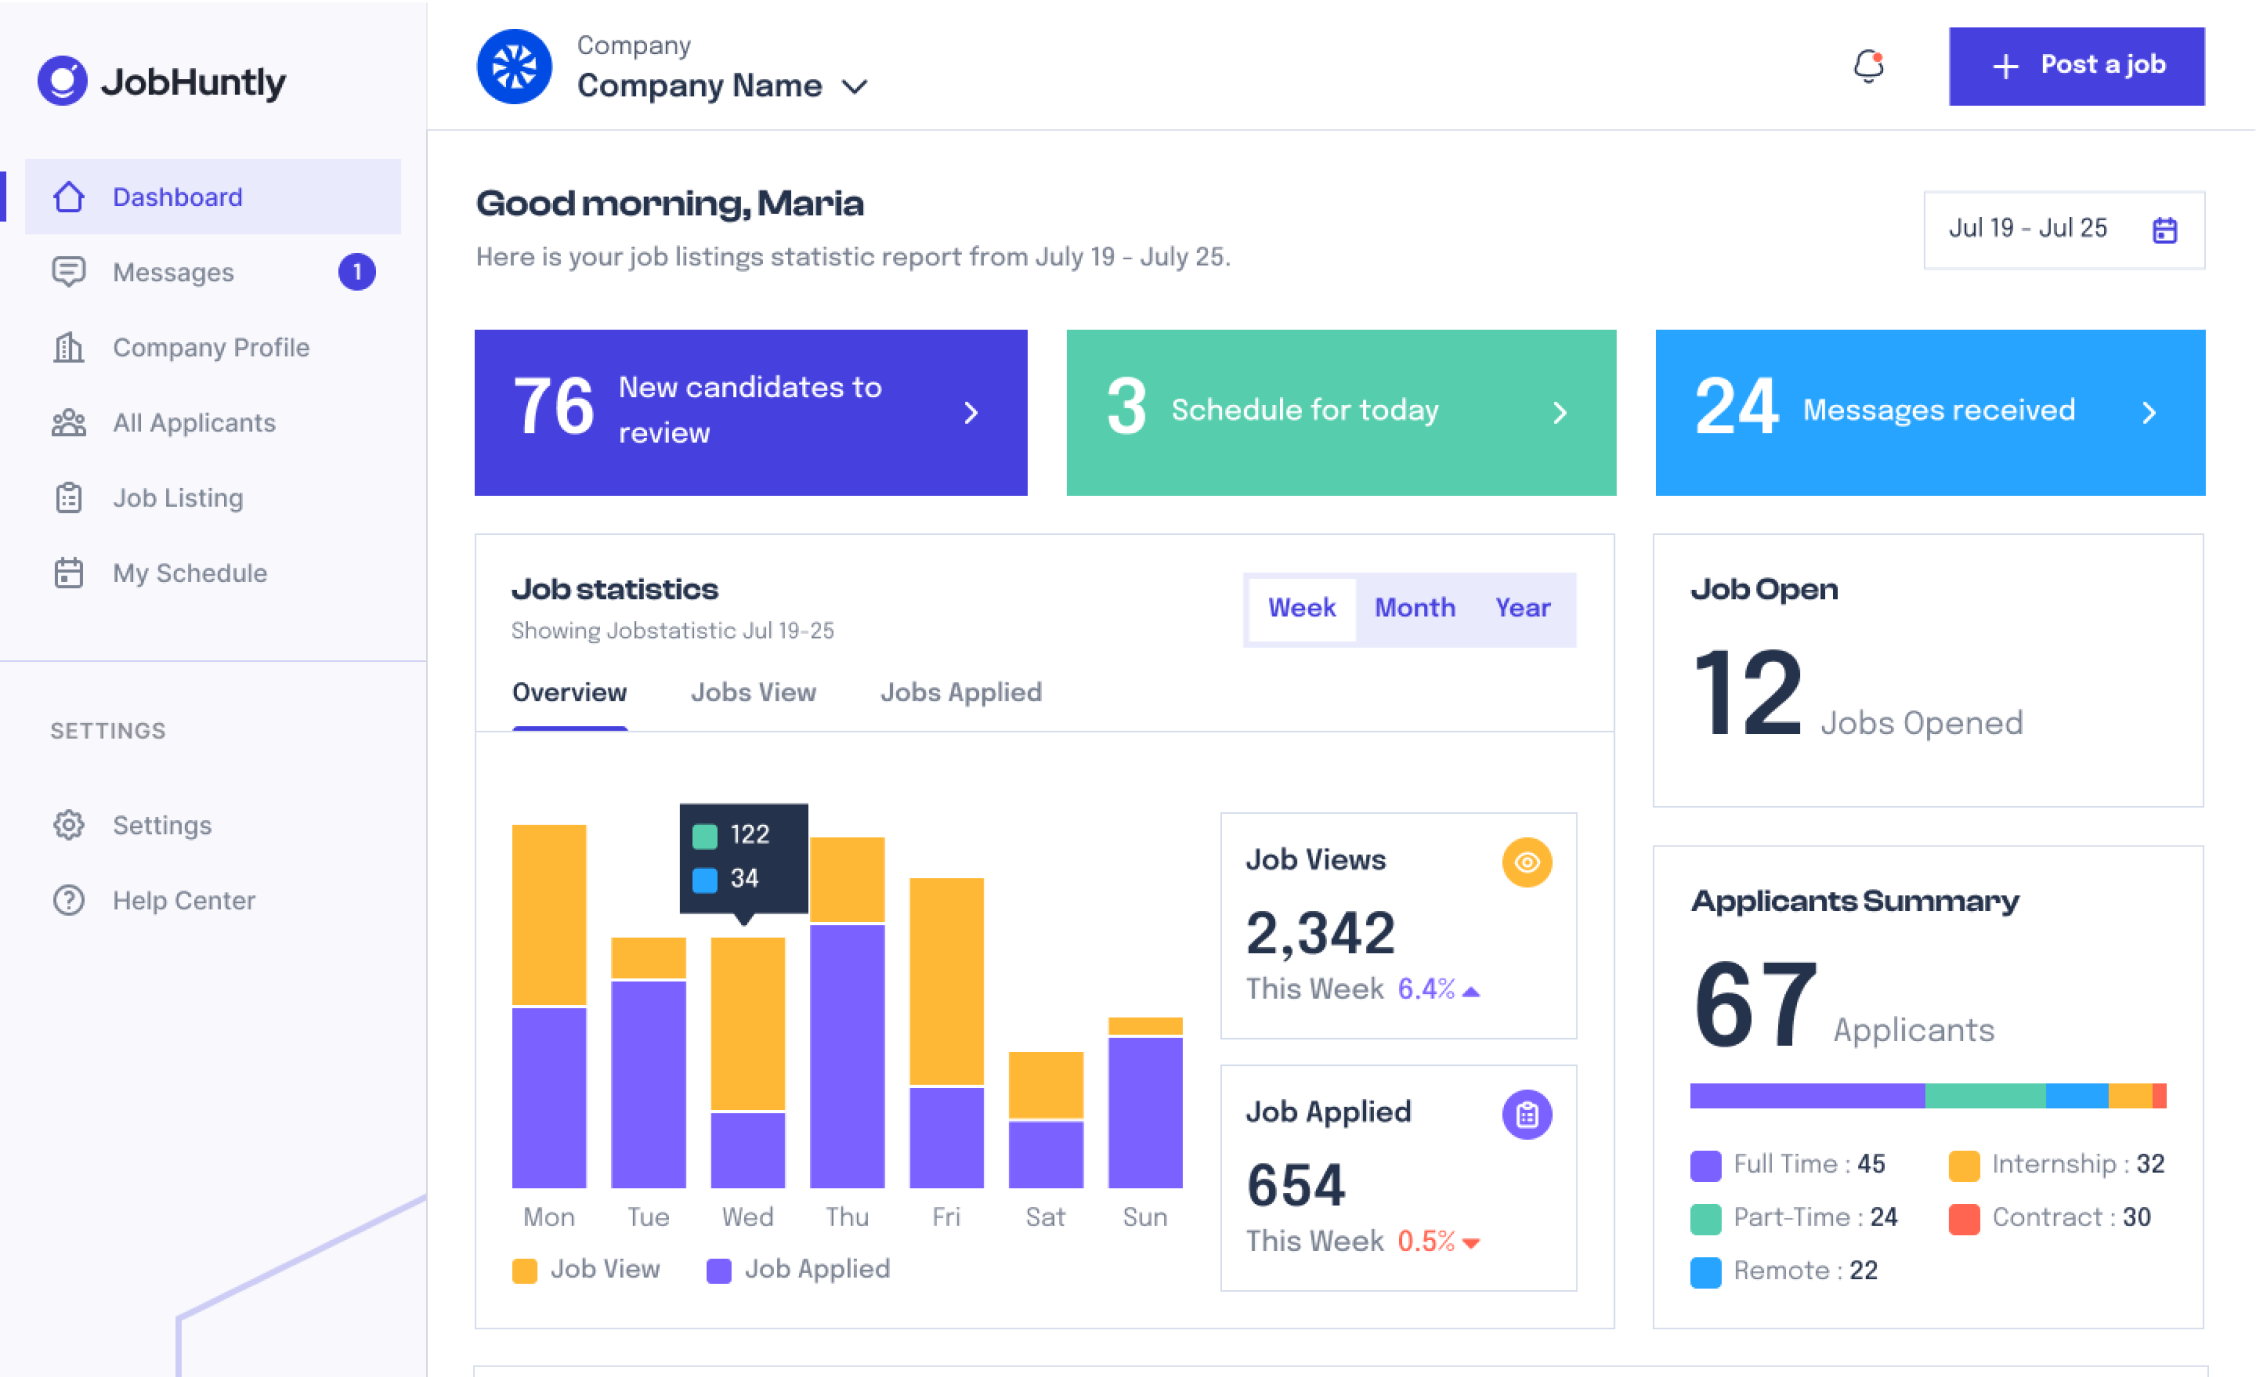 JobHuntly
Dashboard
Messages 1
Company Profile
All Applicants
Job Listing
My Schedule
SETTINGS
Settings
Help Center
Company
Company Name
+ Post a job
Good morning, Maria
Here is your job listings statistic report from July 19 - July 25.
Jul 19 - Jul 25
76 New candidates to
review
3 Schedule for today
24 Messages received
Job statistics
Showing Jobstatistic Jul 19-25
Week Month Year
Overview Jobs View Jobs Applied
122
34
Mon Tue Wed Thu Fri Sat Sun
Job View Job Applied
Job Views
2,342
This Week 6.4%
Job Applied
654
This Week 0.5%
Job Open
12 Jobs Opened
Applicants Summary
67 Applicants
Full Time : 45 Internship : 32
Part-Time : 24 Contract : 30
Remote : 22